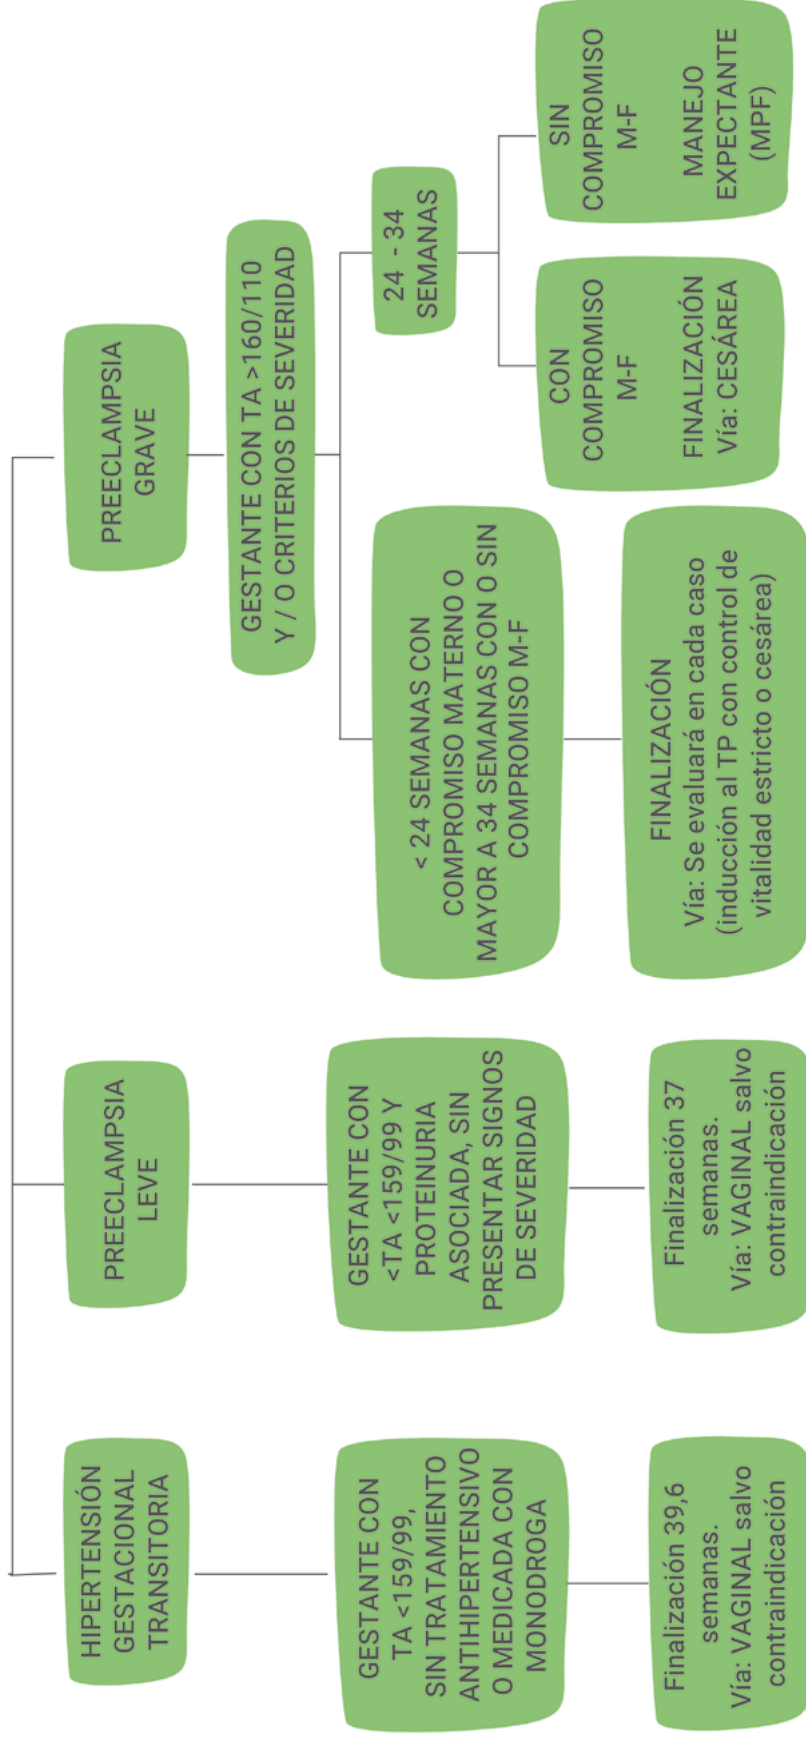 HIPERTENSIÓN
GESTACIONAL
TRANSITORIA
GESTANTE CON
TA <159/99,
SIN TRATAMIENTO
ANTIHIPERTENSIVO
O MEDICADA CON
MONODROGA
Finalización 39,6
semanas.
Vía: VAGINAL salvo
contraindicación
PREECLAMPSIA
LEVE
GESTANTE CON
<TA <159/99 Y
PROTEINURIA
ASOCIADA, SIN
PRESENTAR SIGNOS
DE SEVERIDAD
Finalización 37
semanas.
Vía: VAGINAL salvo
contraindicación
PREECLAMPSIA
GRAVE
GESTANTE CON TA >160/110
Y / O CRITERIOS DE SEVERIDAD
< 24 SEMANAS CON
COMPROMISO MATERNO O
MAYOR A 34 SEMANAS CON O SIN
COMPROMISO M-F
FINALIZACIÓN
Vía: Se evaluará en cada caso
(inducción al TP con control de
vitalidad estricto o cesárea)
24 - 34
SEMANAS
CON
COMPROMISO
M-F
FINALIZACIÓN
Vía: CESÁREA
SIN
COMPROMISO
M-F
MANEJO
EXPECTANTE
(MPF)